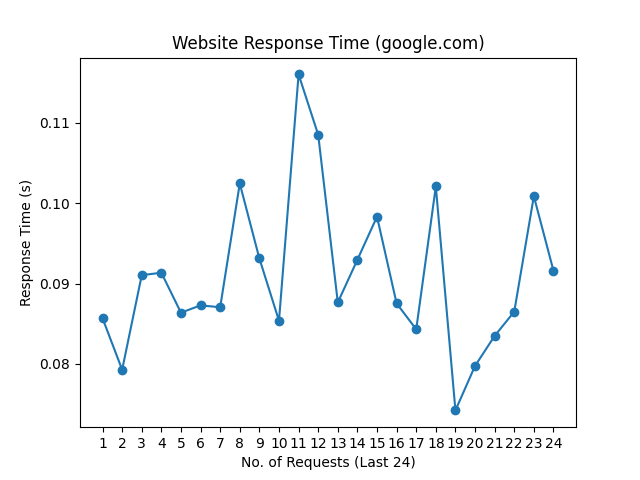 Website Response Time (google.com)
0.11
0.10
0.09
0.08
Response Time (s)
1 2 3 4 5 6 7 8 9 10 11 12 13 14 15 16 17 18 19 20 21 22 23 24
No. of Requests (Last 24)